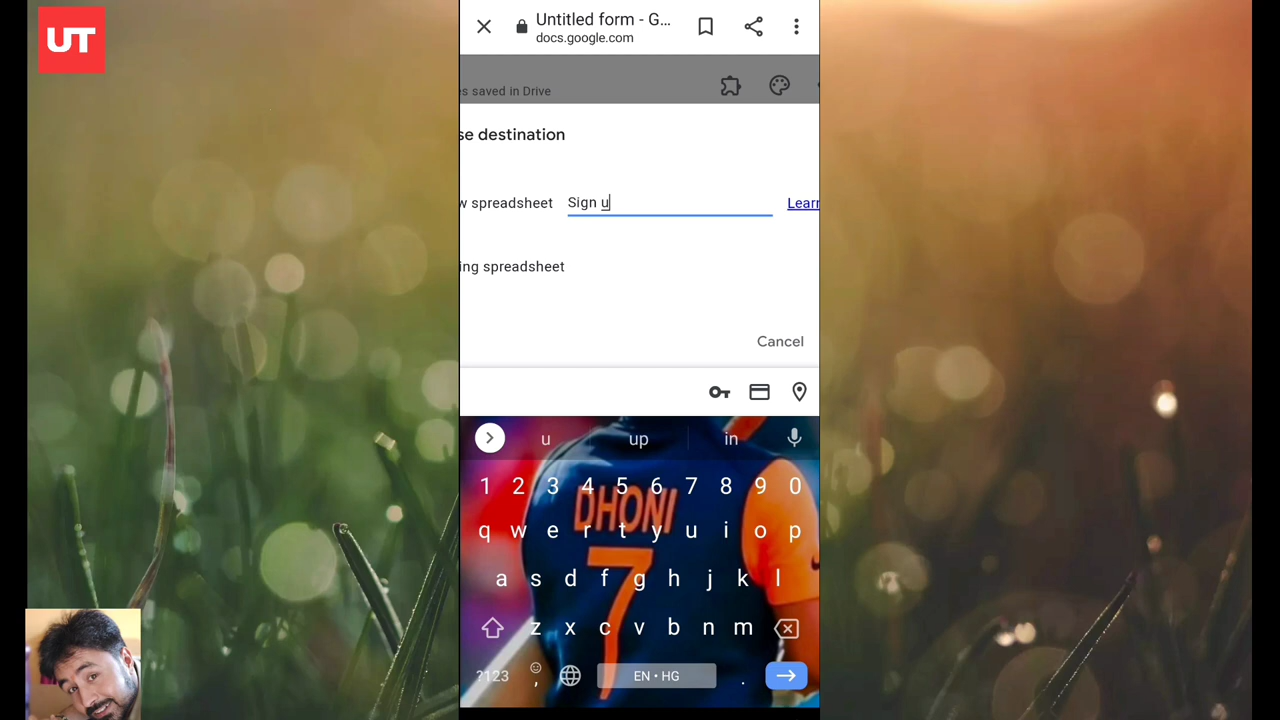 UT
Untitled form - G...
docs.google.com
es saved in Drive
se destination
w spreadsheet Sign u Learn
ing spreadsheet
Cancel
u up in
1 2 3 4 5 6 7 8 9 0
DHONI
7
q w e r t y u i o p
a s d f g h j k l
z x c v b n m
?123 , EN • HG .